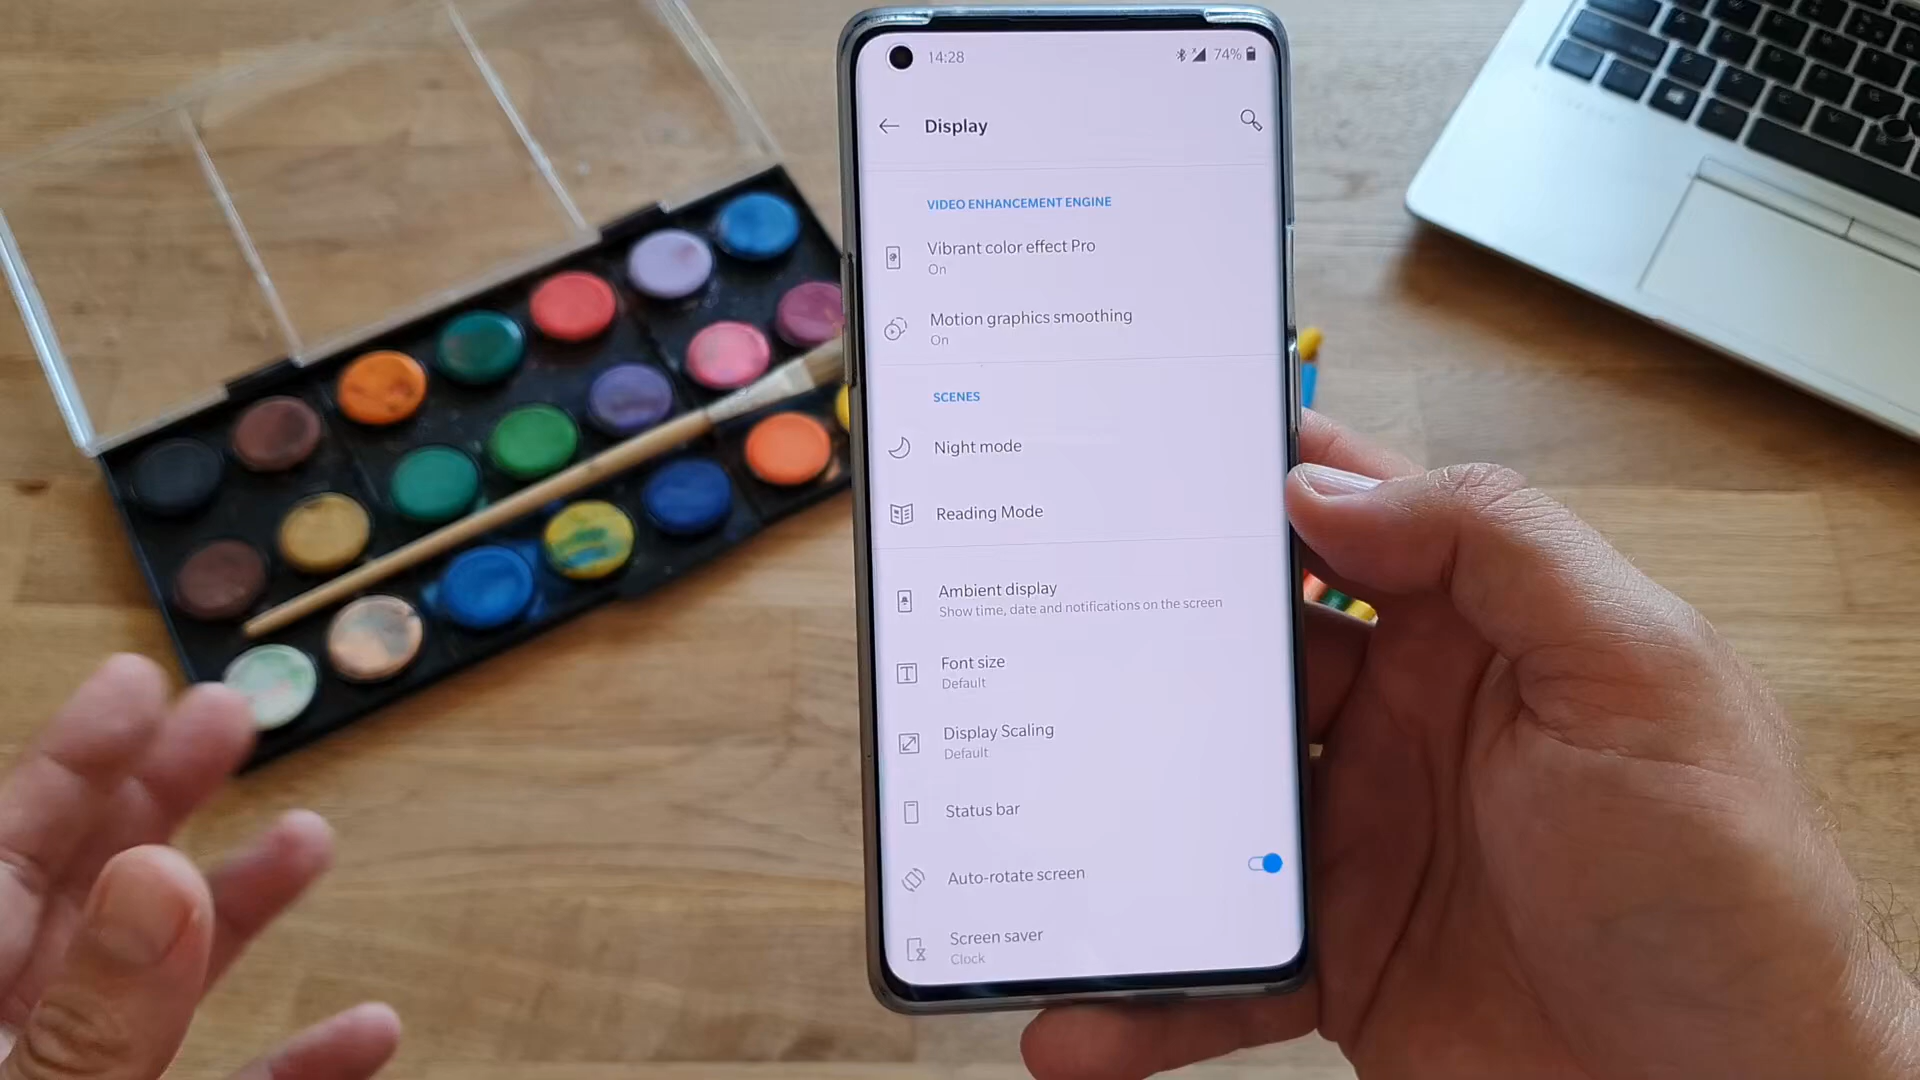 14:28
74%
Display
VIDEO ENHANCEMENT ENGINE
Vibrant color effect Pro
On
Motion graphics smoothing
On
SCENES
Night mode
Reading Mode
Ambient display
Show time, date and notifications on the screen
Font size
Default
Display Scaling
Default
Status bar
Auto-rotate screen
Screen saver
Clock